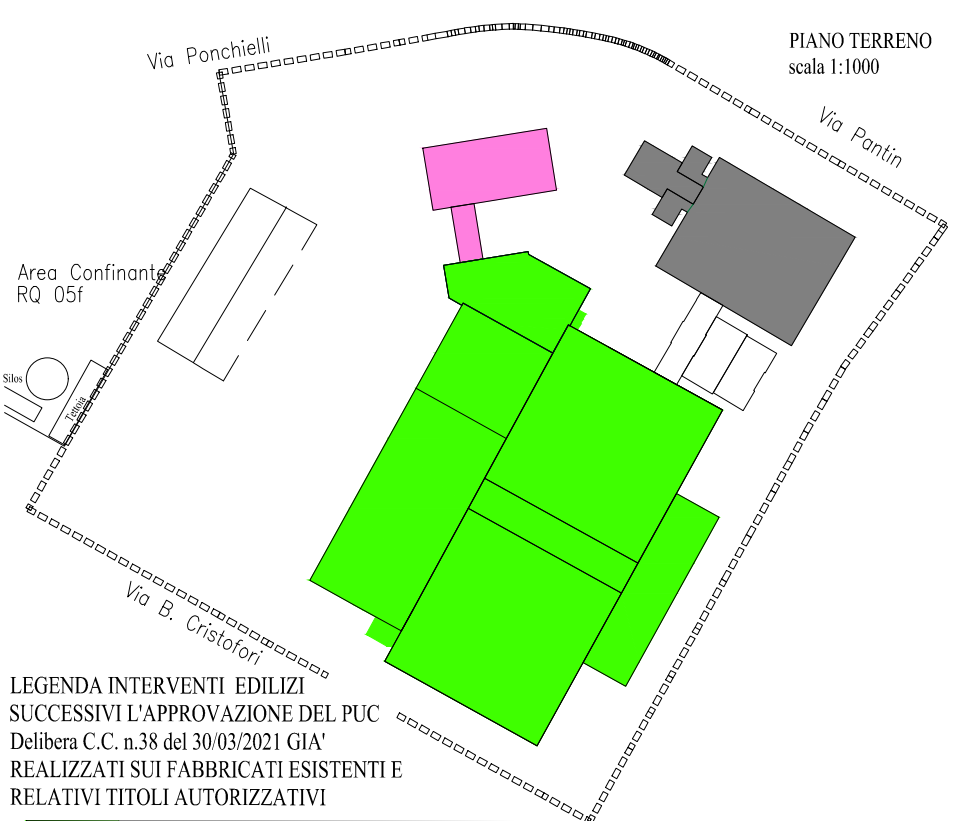 Via Ponchielli
PIANO TERRENO
scala 1:1000
Via Pantin
Area Confinante
RQ 05f
Silos
Tettoia
Via B. Cristofori
LEGENDA INTERVENTI EDILIZI
SUCCESSIVI L'APPROVAZIONE DEL PUC
Delibera C.C. n.38 del 30/03/2021 GIA'
REALIZZATI SUI FABBRICATI ESISTENTI E
RELATIVI TITOLI AUTORIZZATIVI